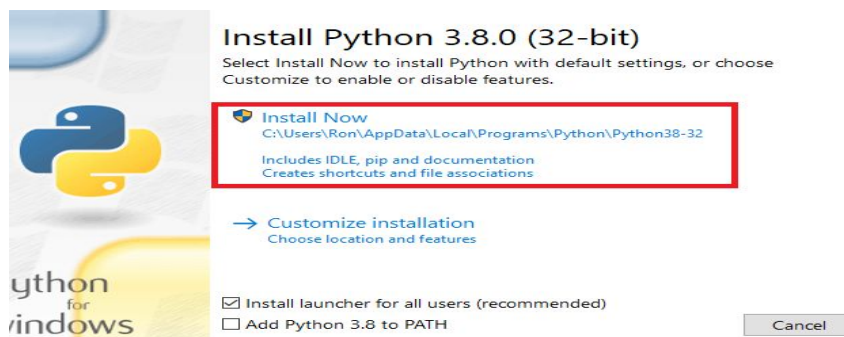 Install Python 3.8.0 (32-bit)
Select Install Now to install Python with default settings, or choose
Customize to enable or disable features.
Install Now
C:\Users\Ron\AppData\Local\Programs\Python\Python38-32
Includes IDLE, pip and documentation
Creates shortcuts and file associations
Customize installation
Choose location and features
ython
for
indows
Install launcher for all users (recommended)
Add Python 3.8 to PATH
Cancel